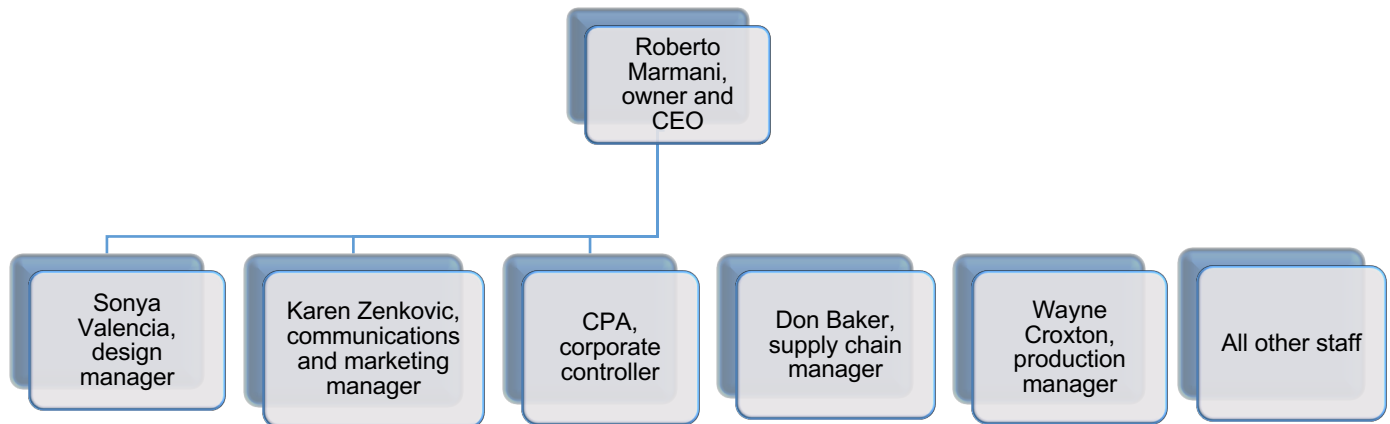 Roberto
Marmani,
owner and
CEO
Sonya
Valencia,
design
manager
Karen Zenkovic,
communications
and marketing
manager
CPA,
corporate
controller
Don Baker,
supply chain
manager
Wayne
Croxton,
production
manager
All other staff